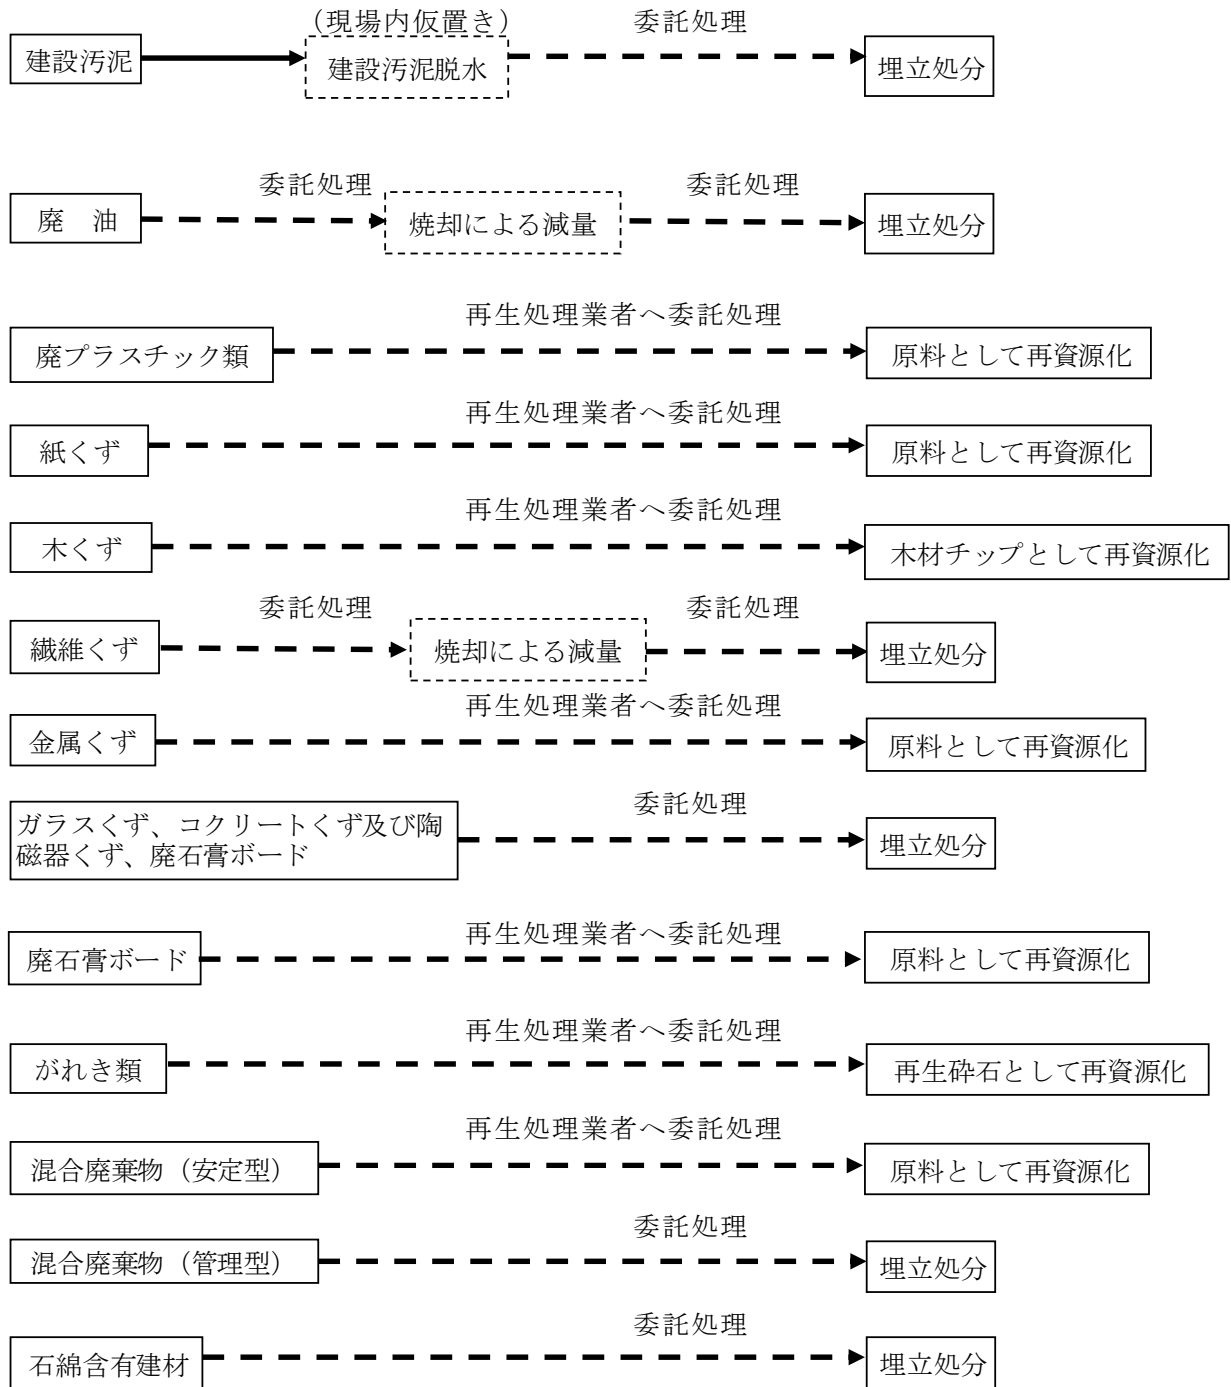 （現場内仮置き） 委託処理
建設汚泥 建設汚泥脱水 埋立処分
委託処理 委託処理
廃　油 焼却による減量 埋立処分
再生処理業者へ委託処理
廃プラスチック類 原料として再資源化
再生処理業者へ委託処理
紙くず 原料として再資源化
再生処理業者へ委託処理
木くず 木材チップとして再資源化
委託処理 委託処理
繊維くず 焼却による減量 埋立処分
再生処理業者へ委託処理
金属くず 原料として再資源化
委託処理
ガラスくず、コクリートくず及び陶
磁器くず、廃石膏ボード 埋立処分
再生処理業者へ委託処理
廃石膏ボード 原料として再資源化
再生処理業者へ委託処理
がれき類 再生砕石として再資源化
再生処理業者へ委託処理
混合廃棄物（安定型） 原料として再資源化
委託処理
混合廃棄物（管理型） 埋立処分
委託処理
石綿含有建材 埋立処分